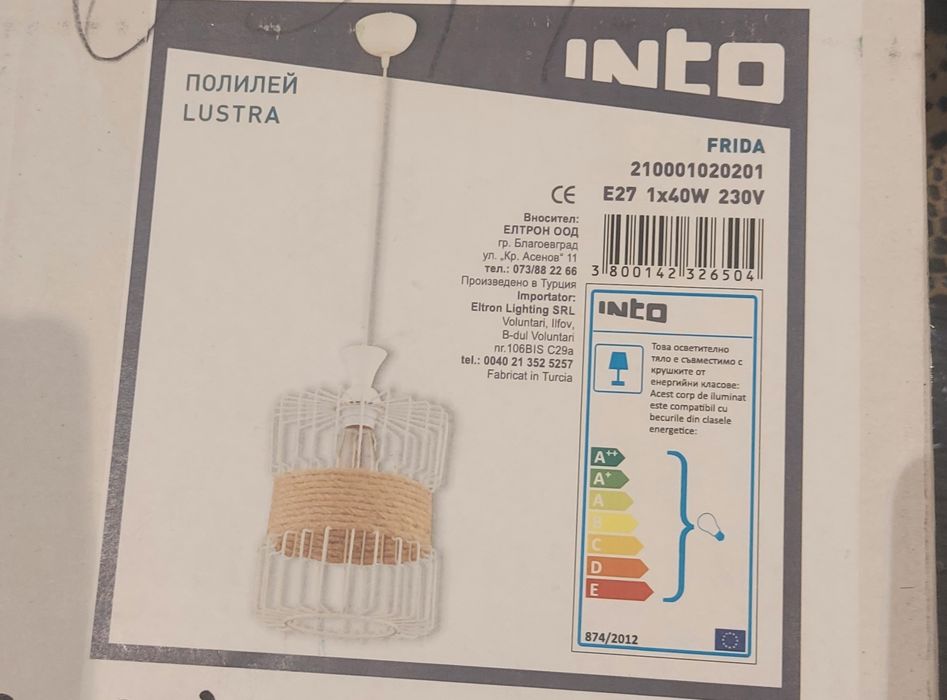 INTO
ПОЛИЛЕЙ
LUSTRA
FRIDA
210001020201
CE E27 1x40W 230V
Вносител:
ЕЛТРОН ООД
гр. Благоевград
ул. „Кр. Асенов" 11
тел.: 073/88 22 66
Произведено в Турция
Importator:
Eltron Lighting SRL
Voluntari, Ilfov,
B-dul Voluntari
nr.106BIS C29a
tel.: 0040 21 352 5257
Fabricat in Turcia
3 800142 326504
INTO
Това осветително
тяло е съвместимо с
крушките от
енергийни класове:
Acest corp de iluminat
este compatibil cu
becurile din clasele
energetice:
A++
A+
A
B
C
D
E
874/2012